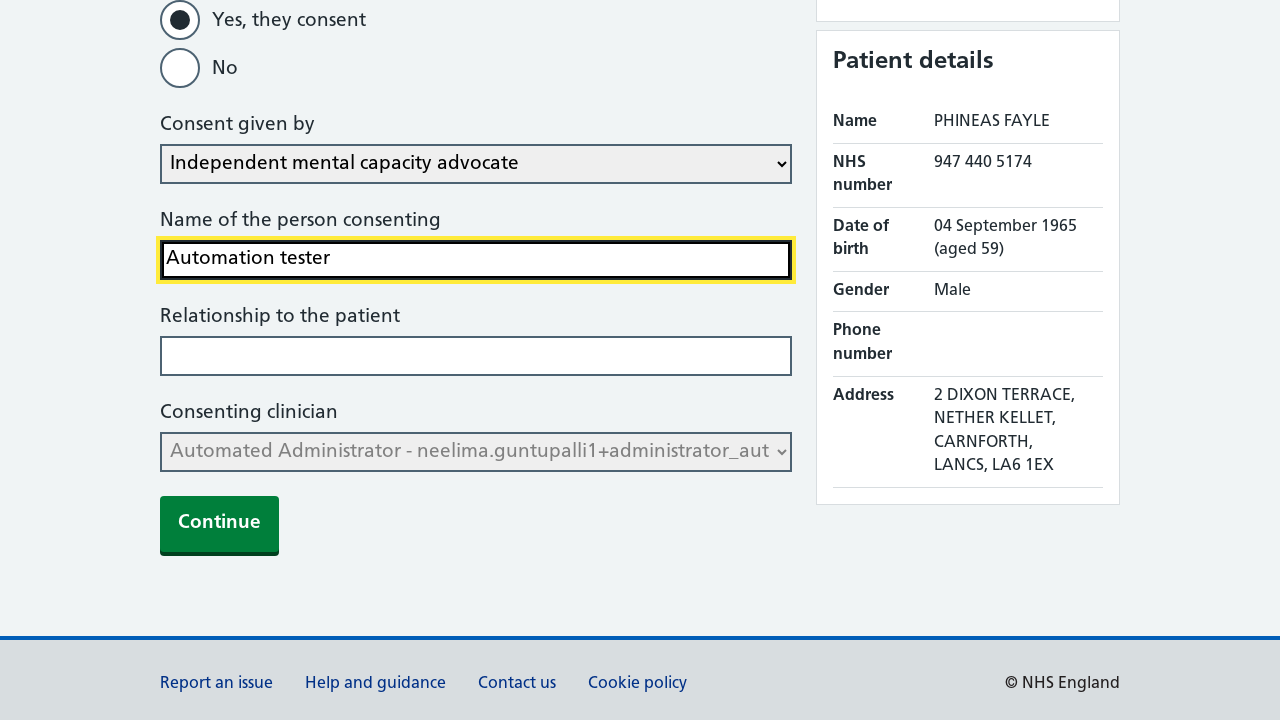 Yes, they consent
No
Consent given by
Independent mental capacity advocate
Name of the person consenting
Automation tester
Relationship to the patient
Consenting clinician
Automated Administrator - neelima.guntupalli1+administrator_aut
Continue
Patient details
Name PHINEAS FAYLE
NHS number 947 440 5174
Date of birth 04 September 1965 (aged 59)
Gender Male
Phone number
Address 2 DIXON TERRACE,
NETHER KELLET,
CARNFORTH,
LANCS, LA6 1EX
Report an issue Help and guidance Contact us Cookie policy © NHS England